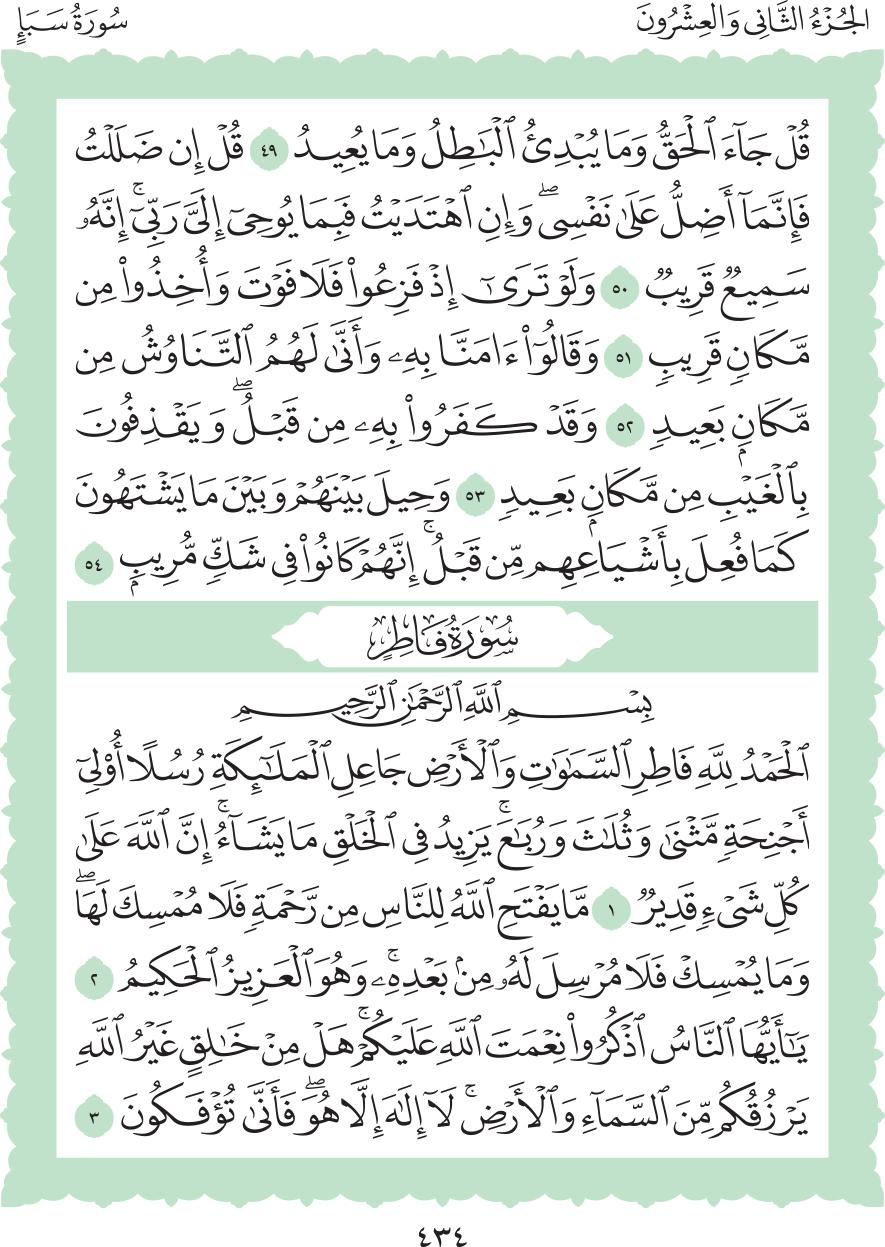 الجُزْءُ الثَّانِي وَالعِشْرُونَ
سُورَةُ سَبَإٍ
قُلۡ جَآءَ ٱلۡحَقُّ وَمَا يُبۡدِئُ ٱلۡبَٰطِلُ وَمَا يُعِيدُ ٤٩ قُلۡ إِن ضَلَلۡتُ
فَإِنَّمَآ أَضِلُّ عَلَىٰ نَفۡسِيۖ وَإِنِ ٱهۡتَدَيۡتُ فَبِمَا يُوحِيٓ إِلَيَّ رَبِّيٓۚ إِنَّهُۥ
سَمِيعٞ قَرِيبٞ ٥٠ وَلَوۡ تَرَىٰٓ إِذۡ فَزِعُواْ فَلَا فَوۡتَ وَأُخِذُواْ مِن
مَّكَانٖ قَرِيبٖ ٥١ وَقَالُوٓاْ ءَامَنَّا بِهِۦ وَأَنَّىٰ لَهُمُ ٱلتَّنَاوُشُ مِن
مَّكَانِۭ بَعِيدٖ ٥٢ وَقَدۡ كَفَرُواْ بِهِۦ مِن قَبۡلُۖ وَيَقۡذِفُونَ
بِٱلۡغَيۡبِ مِن مَّكَانِۭ بَعِيدٖ ٥٣ وَحِيلَ بَيۡنَهُمۡ وَبَيۡنَ مَا يَشۡتَهُونَ
كَمَا فُعِلَ بِأَشۡيَاعِهِم مِّن قَبۡلُۚ إِنَّهُمۡ كَانُواْ فِي شَكّٖ مُّرِيبِۭ ٥٤
سُورَةُ فَاطِرٍ
بِسۡمِ ٱللَّهِ ٱلرَّحۡمَٰنِ ٱلرَّحِيمِ
ٱلۡحَمۡدُ لِلَّهِ فَاطِرِ ٱلسَّمَٰوَٰتِ وَٱلۡأَرۡضِ جَاعِلِ ٱلۡمَلَٰٓئِكَةِ رُسُلًا أُوْلِيٓ
أَجۡنِحَةٖ مَّثۡنَىٰ وَثُلَٰثَ وَرُبَٰعَۚ يَزِيدُ فِي ٱلۡخَلۡقِ مَا يَشَآءُۚ إِنَّ ٱللَّهَ عَلَىٰ
كُلِّ شَيۡءٖ قَدِيرٞ ١ مَّا يَفۡتَحِ ٱللَّهُ لِلنَّاسِ مِن رَّحۡمَةٖ فَلَا مُمۡسِكَ لَهَاۖ
وَمَا يُمۡسِكۡ فَلَا مُرۡسِلَ لَهُۥ مِنۢ بَعۡدِهِۦۚ وَهُوَ ٱلۡعَزِيزُ ٱلۡحَكِيمُ ٢
يَٰٓأَيُّهَا ٱلنَّاسُ ٱذۡكُرُواْ نِعۡمَتَ ٱللَّهِ عَلَيۡكُمۡۚ هَلۡ مِنۡ خَٰلِقٍ غَيۡرُ ٱللَّهِ
يَرۡزُقُكُم مِّنَ ٱلسَّمَآءِ وَٱلۡأَرۡضِۚ لَآ إِلَٰهَ إِلَّا هُوَۖ فَأَنَّىٰ تُؤۡفَكُونَ ٣
٤٣٤